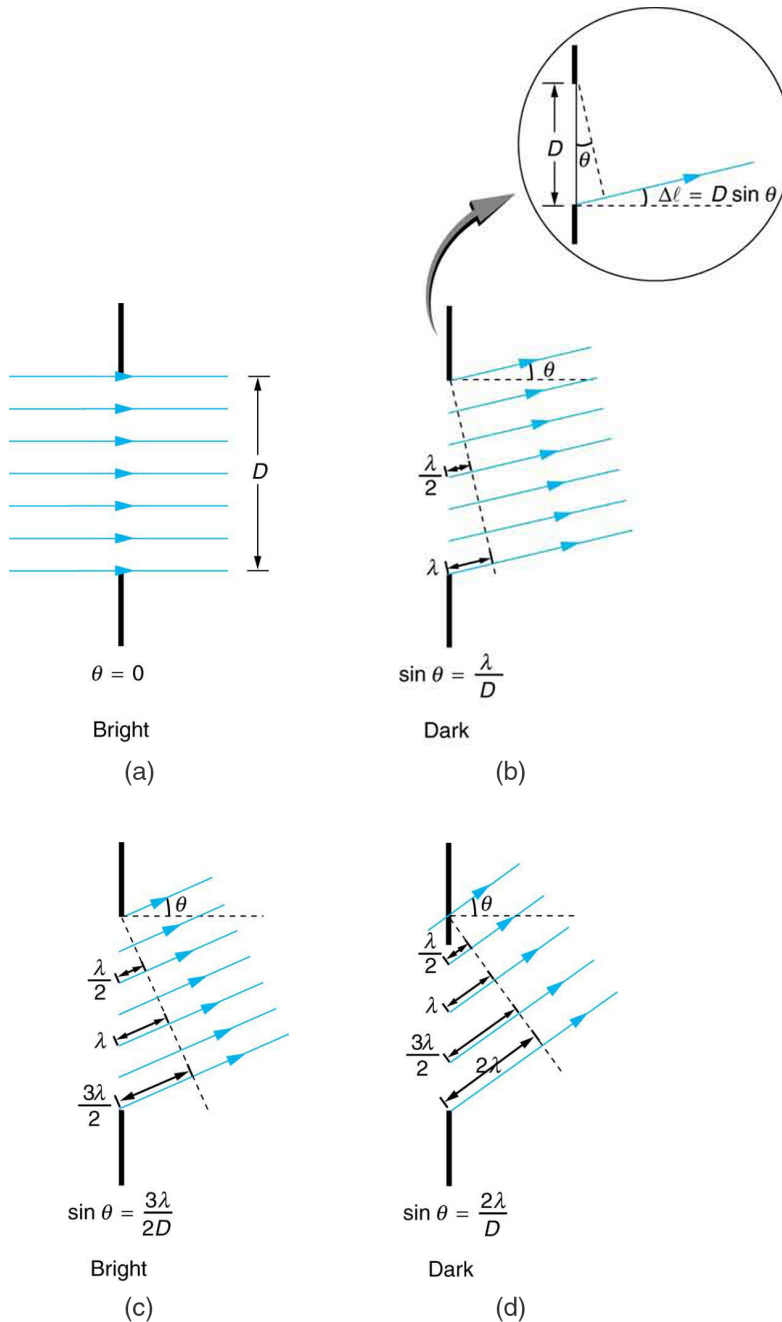 D
θ
Δℓ = D sin θ
D
θ = 0
Bright
(a)
θ
λ/2
λ
sin θ = λ/D
Dark
(b)
θ
λ/2
λ
3λ/2
sin θ = 3λ/2D
Bright
(c)
θ
λ/2
λ
3λ/2
2λ
sin θ = 2λ/D
Dark
(d)